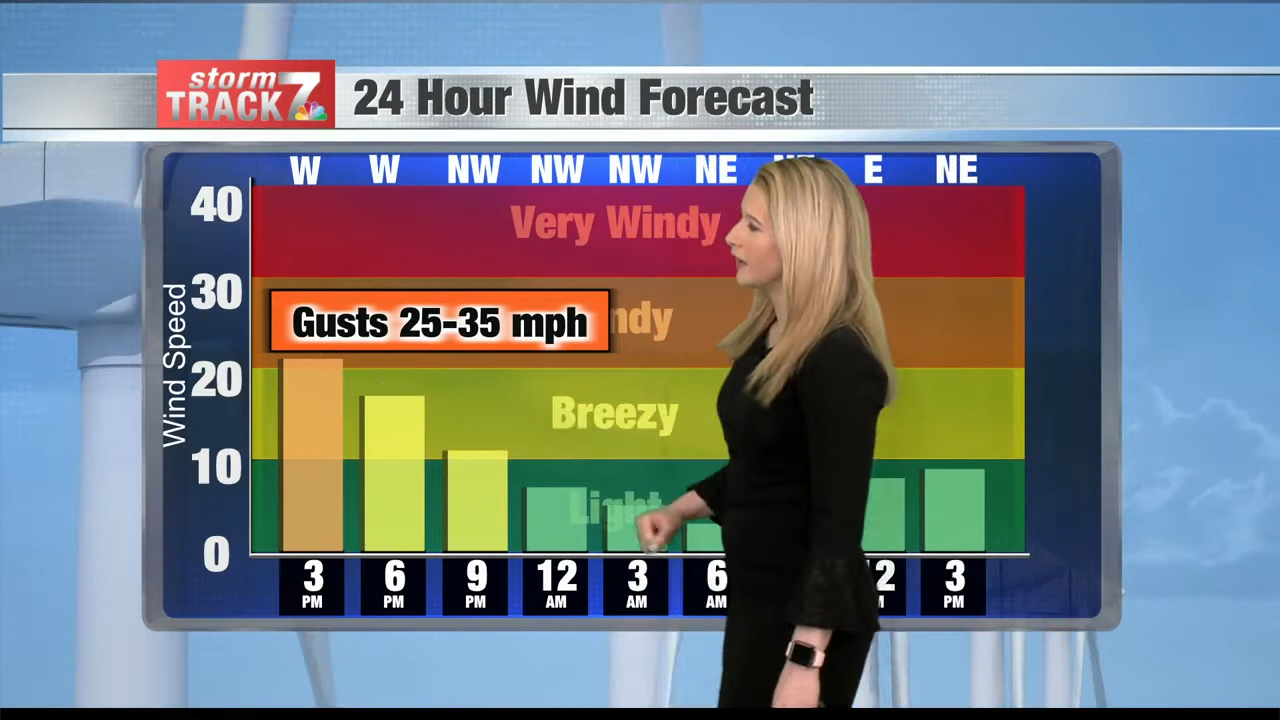 storm
TRACK 7
24 Hour Wind Forecast
W W NW NW NW NE E NE
Very Windy
40
30
20
10
0
Wind Speed
Gusts 25-35 mph
Breezy
Light
3 PM
6 PM
9 PM
12 AM
3 AM
6 AM
3 PM